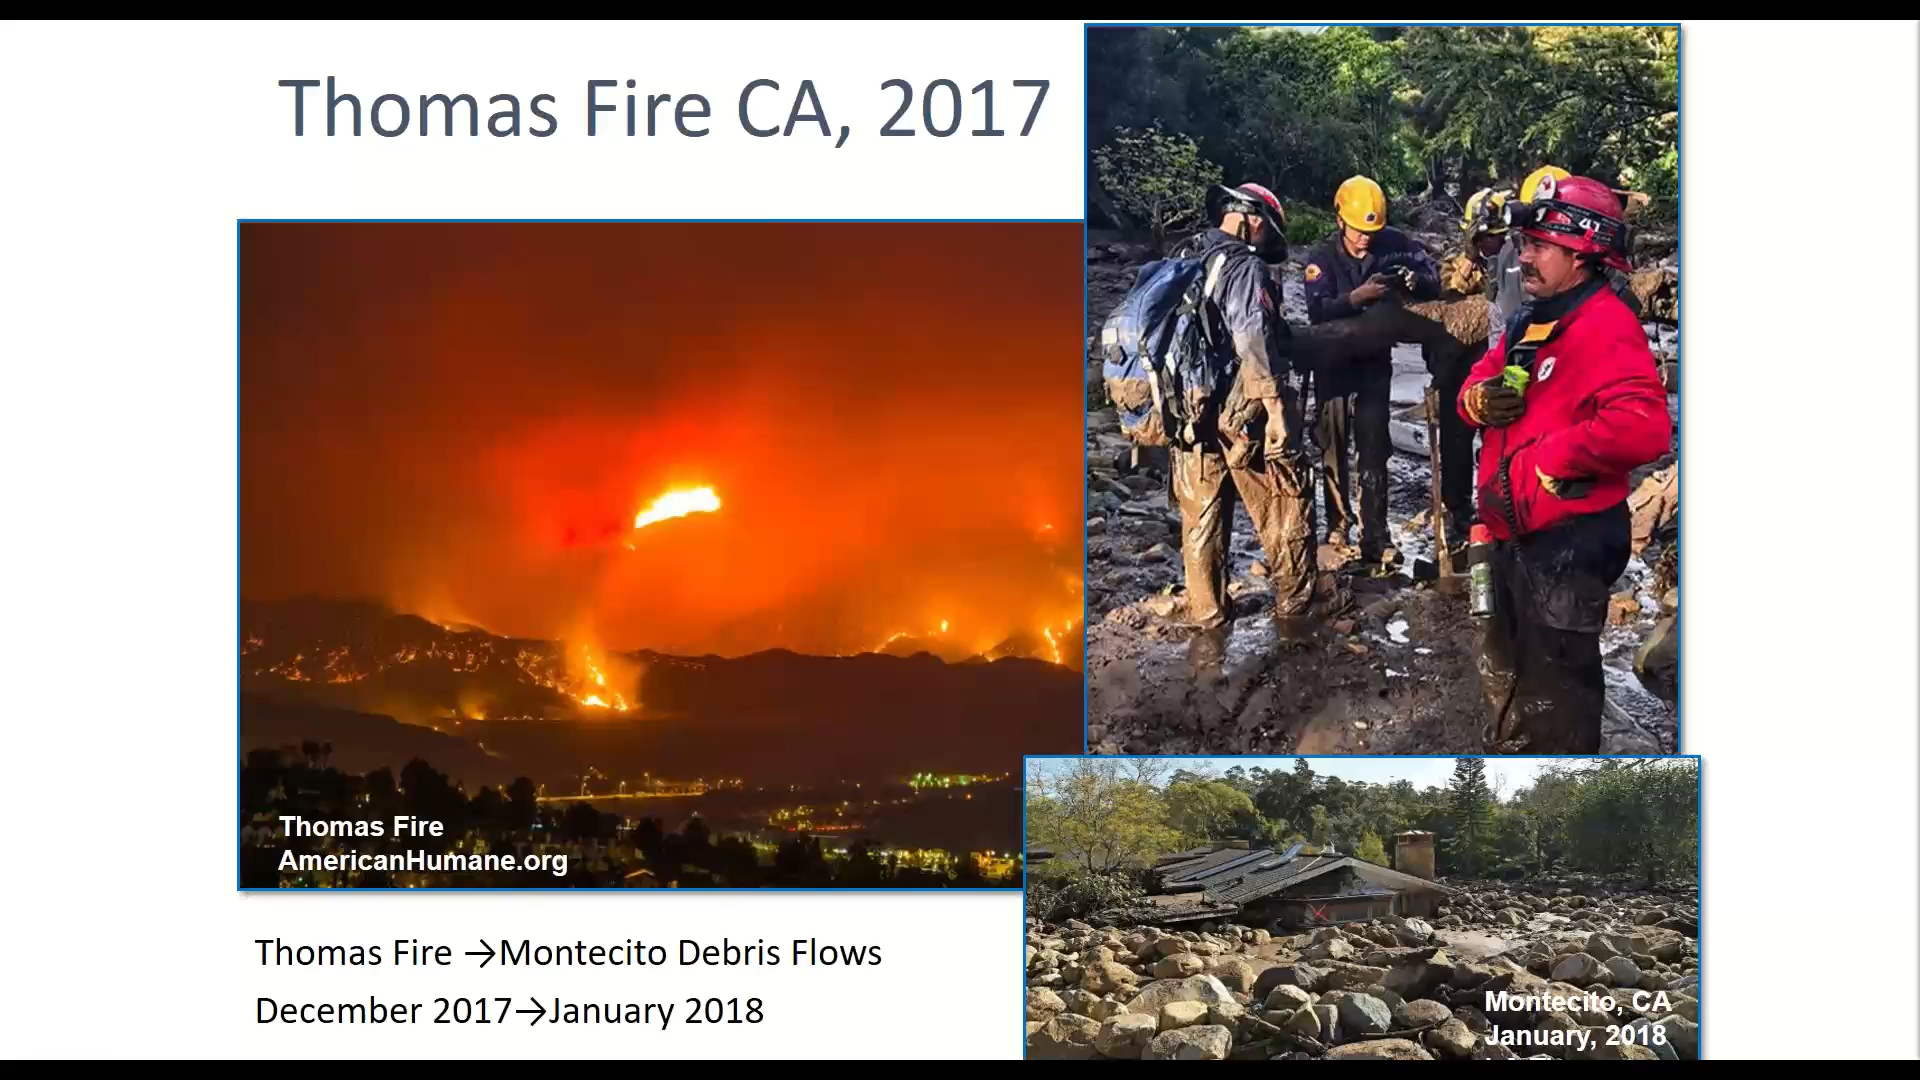 Thomas Fire CA, 2017
Thomas Fire
AmericanHumane.org
Thomas Fire →Montecito Debris Flows
December 2017→January 2018
Montecito, CA
January, 2018